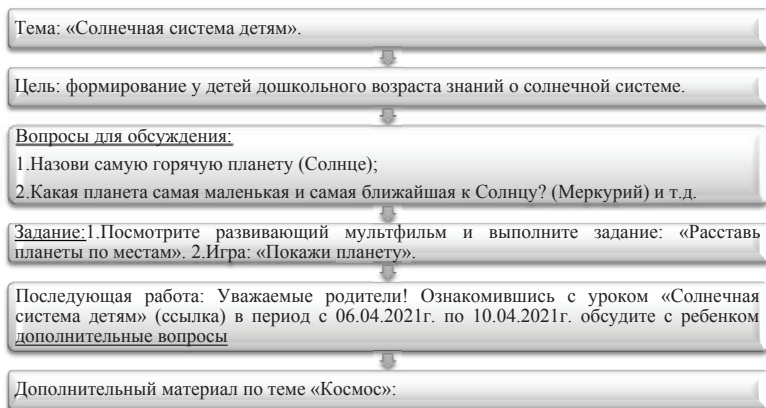 Тема: «Солнечная система детям».
Цель: формирование у детей дошкольного возраста знаний о солнечной системе.
Вопросы для обсуждения:
1.Назови самую горячую планету (Солнце);
2.Какая планета самая маленькая и самая ближайшая к Солнцу? (Меркурий) и т.д.
Задание:1.Посмотрите развивающий мультфильм и выполните задание: «Расставь
планеты по местам». 2.Игра: «Покажи планету».
Последующая работа: Уважаемые родители! Ознакомившись с уроком «Солнечная
система детям» (ссылка) в период с 06.04.2021г. по 10.04.2021г. обсудите с ребенком
дополнительные вопросы
Дополнительный материал по теме «Космос»: